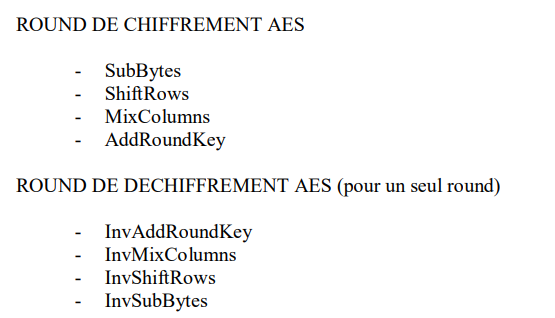 ROUND DE CHIFFREMENT AES
- SubBytes
- ShiftRows
- MixColumns
- AddRoundKey
ROUND DE DECHIFFREMENT AES (pour un seul round)
- InvAddRoundKey
- InvMixColumns
- InvShiftRows
- InvSubBytes